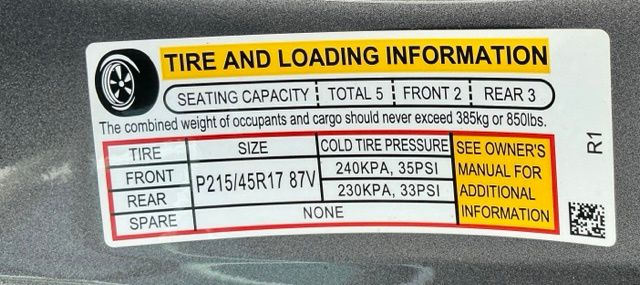 TIRE AND LOADING INFORMATION
SEATING CAPACITY TOTAL 5 FRONT 2 REAR 3
The combined weight of occupants and cargo should never exceed 385kg or 850lbs.
TIRE SIZE COLD TIRE PRESSURE
FRONT P215/45R17 87V 240KPA, 35PSI
REAR 230KPA, 33PSI
SPARE NONE
SEE OWNER'S
MANUAL FOR
ADDITIONAL
INFORMATION
R1